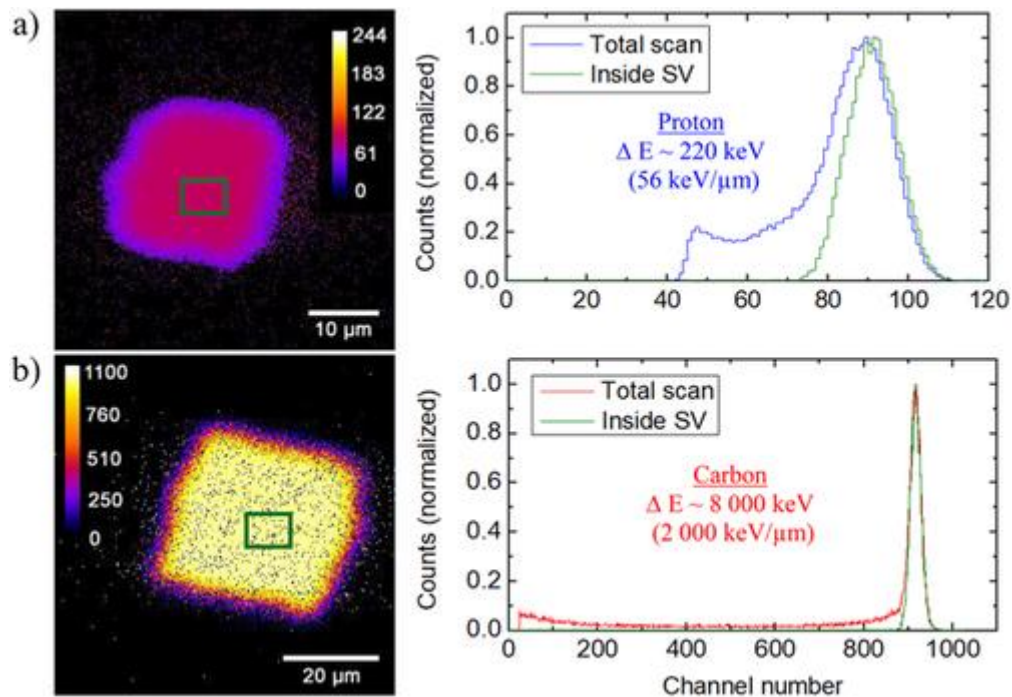 a)
244
183
122
61
0
10 µm
Counts (normalized)
1.0
0.8
0.6
0.4
0.2
0.0
Total scan
Inside SV
Proton
Δ E ~ 220 keV
(56 keV/µm)
0 20 40 60 80 100 120
b)
1100
760
510
250
0
20 µm
Counts (normalized)
1.0
0.8
0.6
0.4
0.2
0.0
Total scan
Inside SV
Carbon
Δ E ~ 8 000 keV
(2 000 keV/µm)
0 200 400 600 800 1000
Channel number